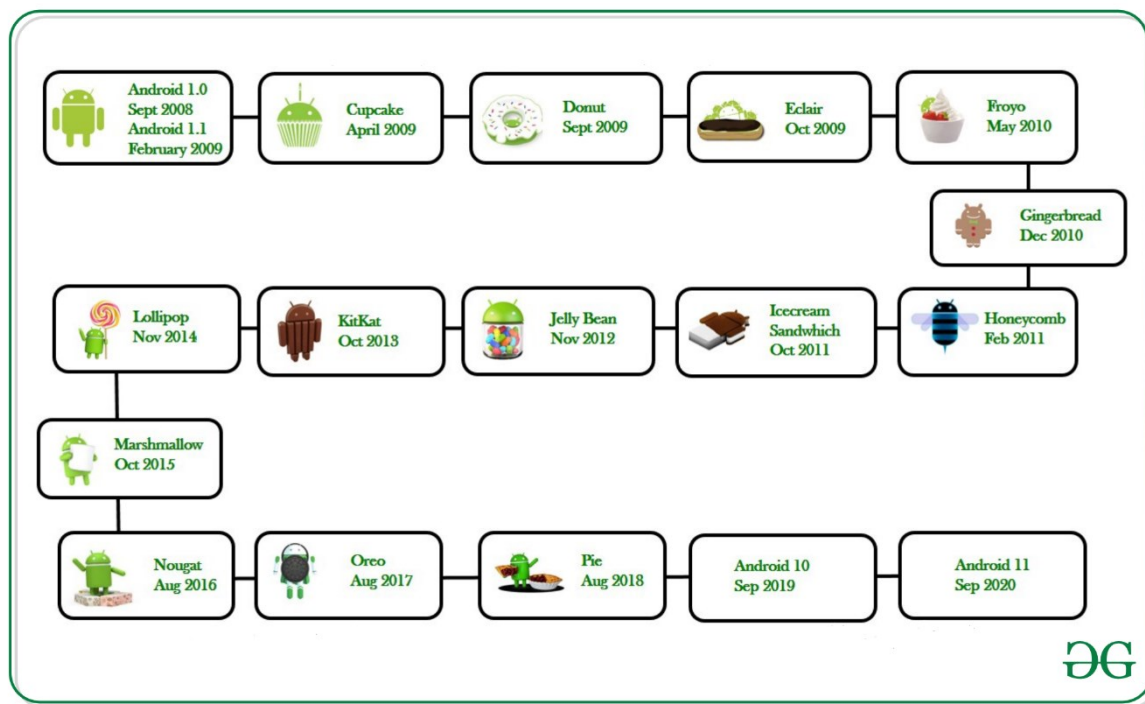 Android 1.0
Sept 2008
Android 1.1
February 2009
Cupcake
April 2009
Donut
Sept 2009
Eclair
Oct 2009
Froyo
May 2010
Gingerbread
Dec 2010
Honeycomb
Feb 2011
Icecream
Sandwhich
Oct 2011
Jelly Bean
Nov 2012
KitKat
Oct 2013
Lollipop
Nov 2014
Marshmallow
Oct 2015
Nougat
Aug 2016
Oreo
Aug 2017
Pie
Aug 2018
Android 10
Sep 2019
Android 11
Sep 2020